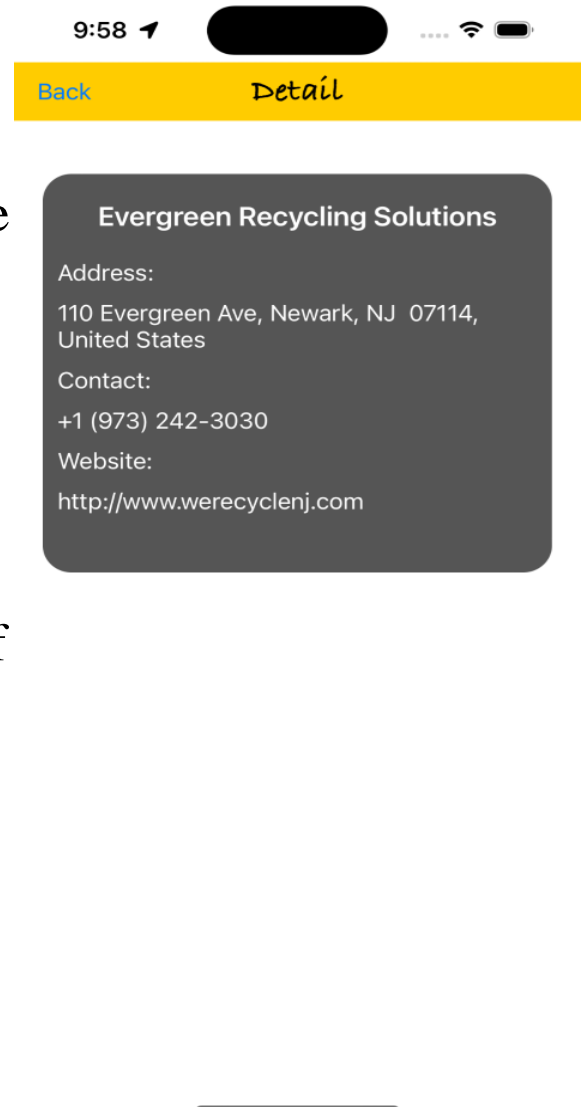 9:58
Back
Detail
e
Evergreen Recycling Solutions
Address:
110 Evergreen Ave, Newark, NJ  07114,
United States
Contact:
+1 (973) 242-3030
Website:
http://www.werecyclenj.com
f